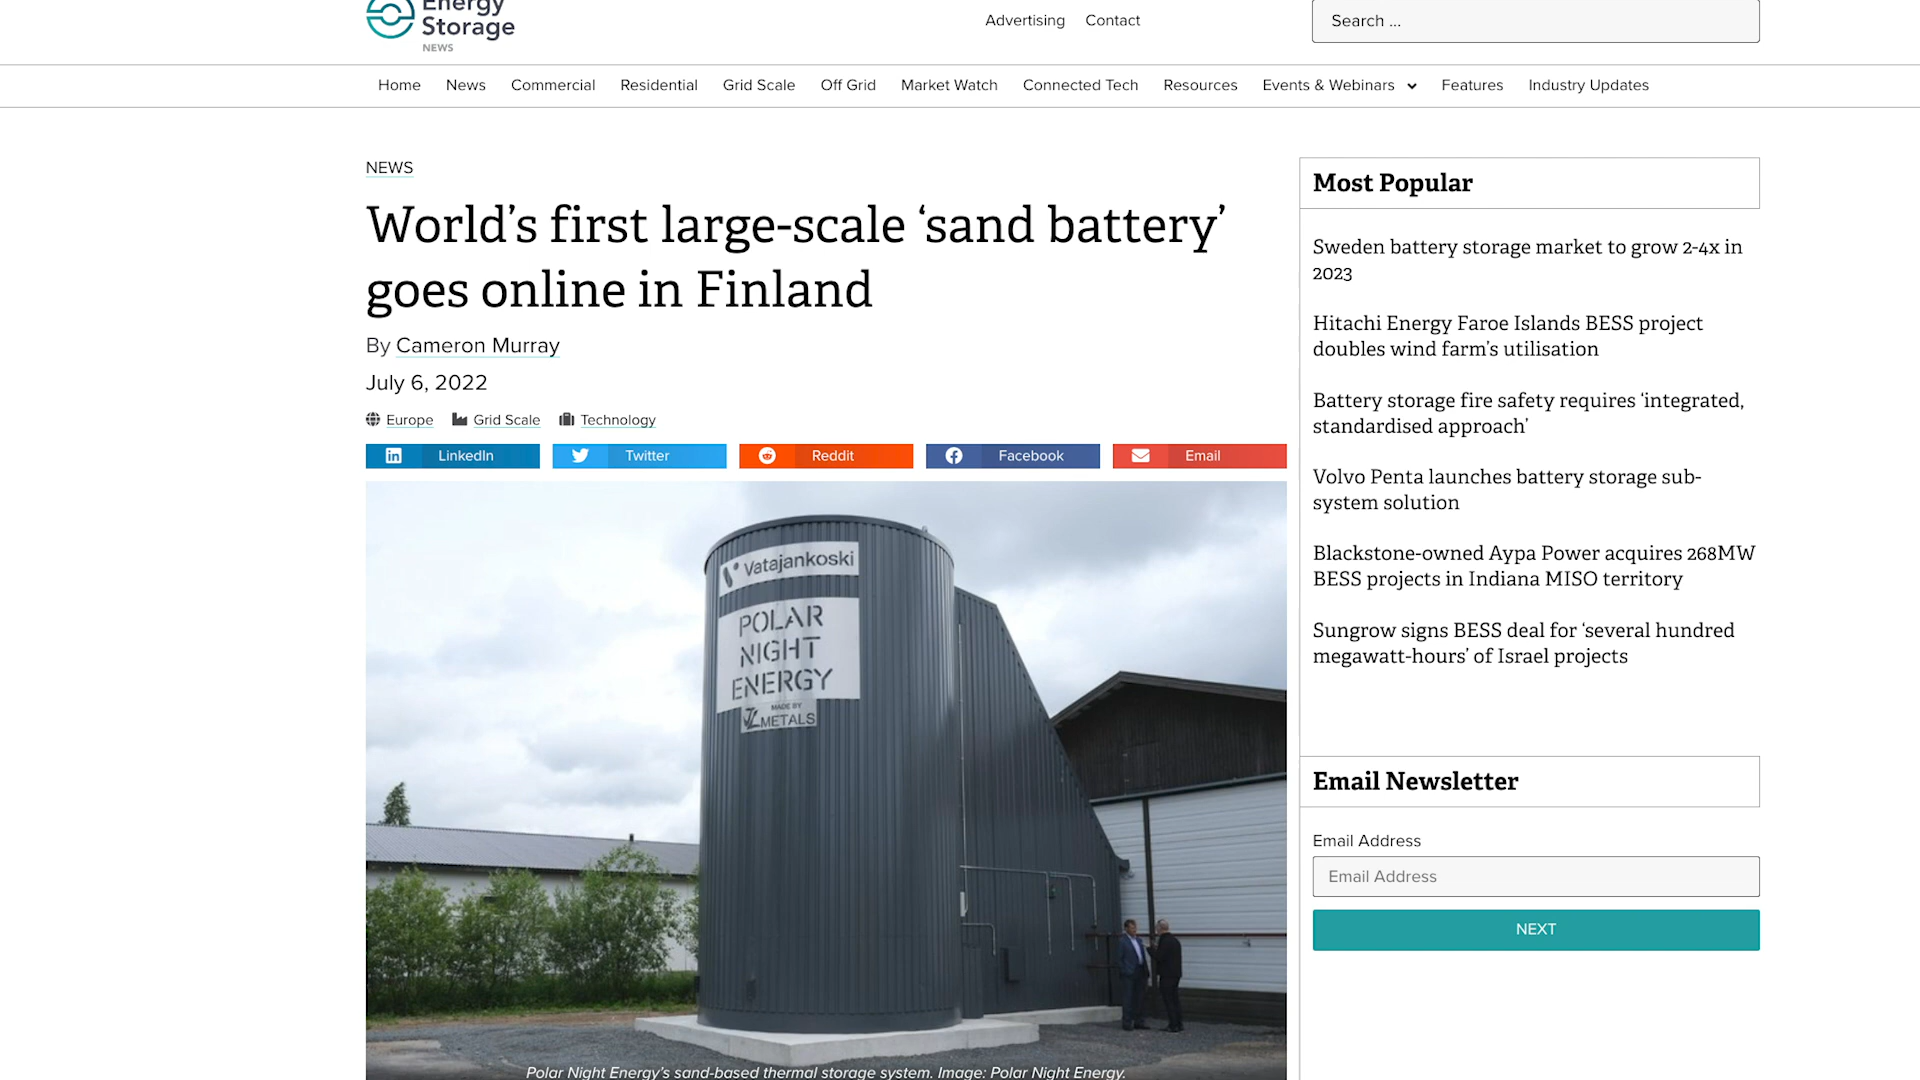 Energy
Storage
NEWS
Advertising Contact
Search ...
Home News Commercial Residential Grid Scale Off Grid Market Watch Connected Tech Resources Events & Webinars Features Industry Updates
NEWS
World’s first large-scale ‘sand battery’
goes online in Finland
By Cameron Murray
July 6, 2022
Europe Grid Scale Technology
LinkedIn Twitter Reddit Facebook Email
Vatajankoski
POLAR
NIGHT
ENERGY
MADE BY
METALS
Polar Night Energy’s sand-based thermal storage system. Image: Polar Night Energy.
Most Popular
Sweden battery storage market to grow 2-4x in
2023
Hitachi Energy Faroe Islands BESS project
doubles wind farm’s utilisation
Battery storage fire safety requires ‘integrated,
standardised approach’
Volvo Penta launches battery storage sub-
system solution
Blackstone-owned Aypa Power acquires 268MW
BESS projects in Indiana MISO territory
Sungrow signs BESS deal for ‘several hundred
megawatt-hours’ of Israel projects
Email Newsletter
Email Address
Email Address
NEXT